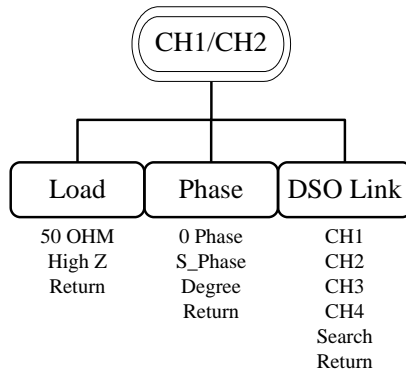 CH1/CH2
Load
50 OHM
High Z
Return
Phase
0 Phase
S_Phase
Degree
Return
DSO Link
CH1
CH2
CH3
CH4
Search
Return